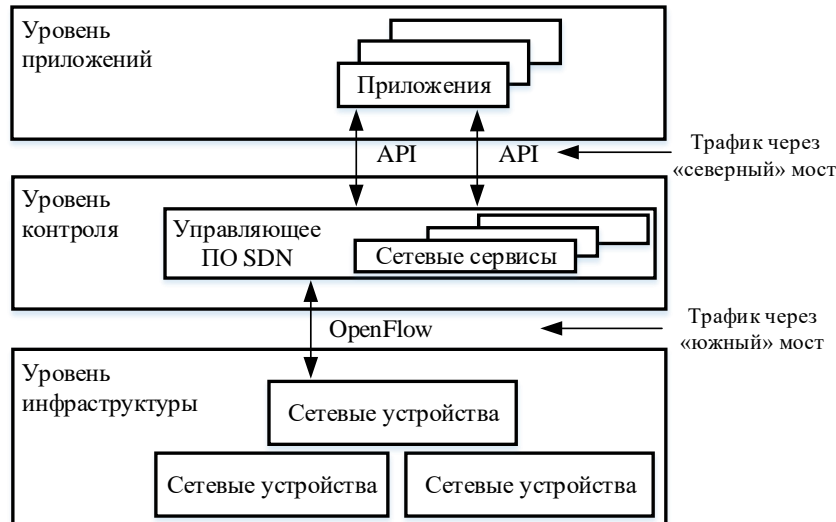 Уровень
приложений
Приложения
API
API
Трафик через
«северный» мост
Уровень
контроля
Управляющее
ПО SDN
Сетевые сервисы
OpenFlow
Трафик через
«южный» мост
Уровень
инфраструктуры
Сетевые устройства
Сетевые устройства
Сетевые устройства